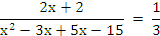 2x + 2
x² − 3x + 5x − 15
=
1
3